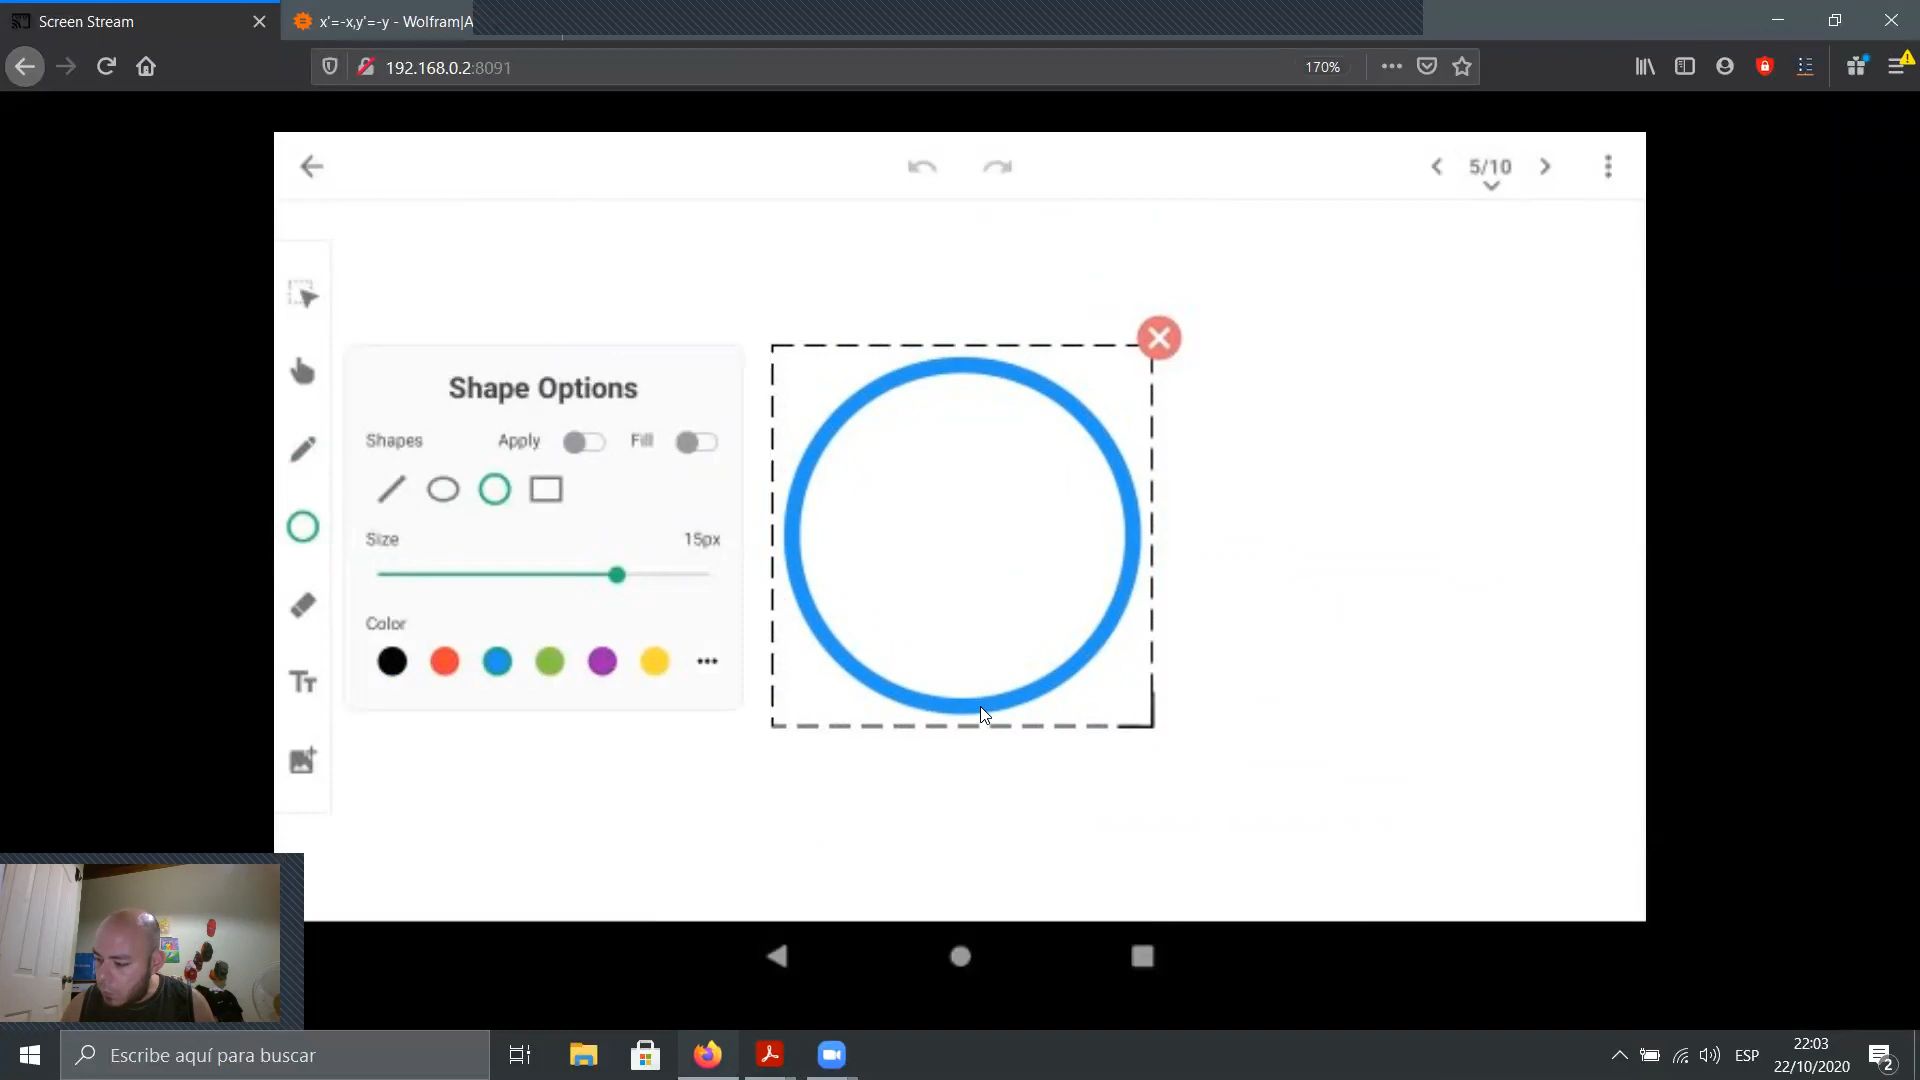 Screen Stream
x'=-x,y'=-y - Wolfram|A
192.168.0.2:8091
170%
5/10
Shape Options
Shapes
Apply
Fill
Size
15px
Color
Tт
Escribe aquí para buscar
ESP
22:03
22/10/2020
2